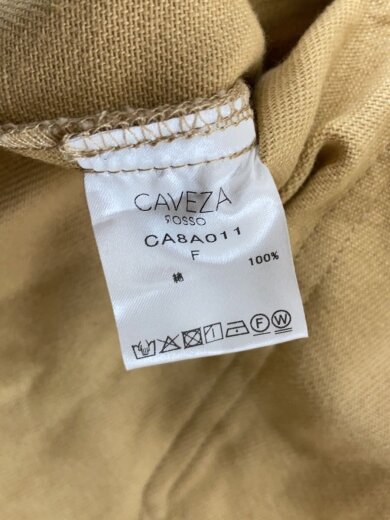 CAVEZA
ROSSO
CA8A011
F
綿 100%
F W